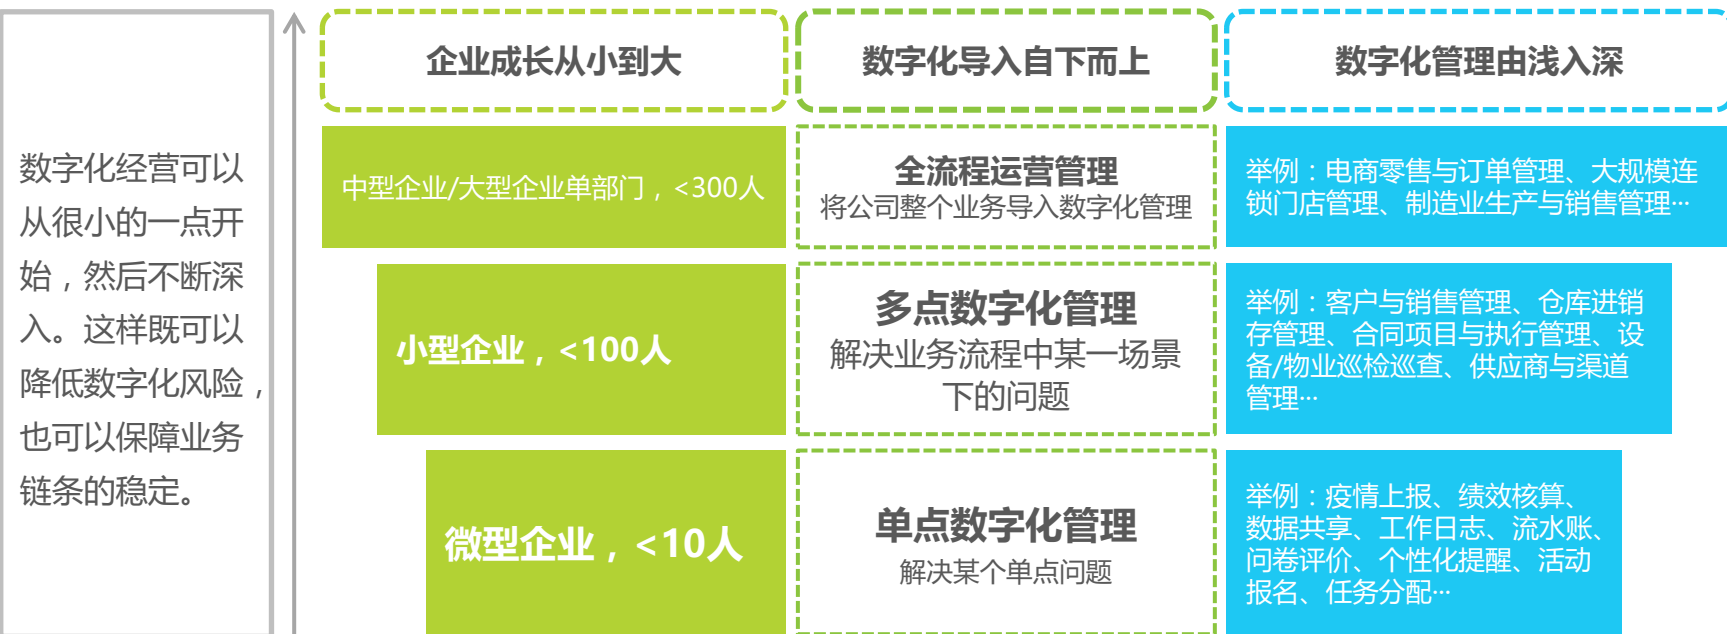 数字化经营可以
从很小的一点开
始，然后不断深
入。这样既可以
降低数字化风险，
也可以保障业务
链条的稳定。
企业成长从小到大
数字化导入自下而上
数字化管理由浅入深
中型企业/大型企业单部门，<300人
全流程运营管理
将公司整个业务导入数字化管理
举例：电商零售与订单管理、大规模连
锁门店管理、制造业生产与销售管理…
小型企业，<100人
多点数字化管理
解决业务流程中某一场景
下的问题
举例：客户与销售管理、仓库进销
存管理、合同项目与执行管理、设
备/物业巡检巡查、供应商与渠道
管理…
微型企业，<10人
单点数字化管理
解决某个单点问题
举例：疫情上报、绩效核算、
数据共享、工作日志、流水账、
问卷评价、个性化提醒、活动
报名、任务分配…